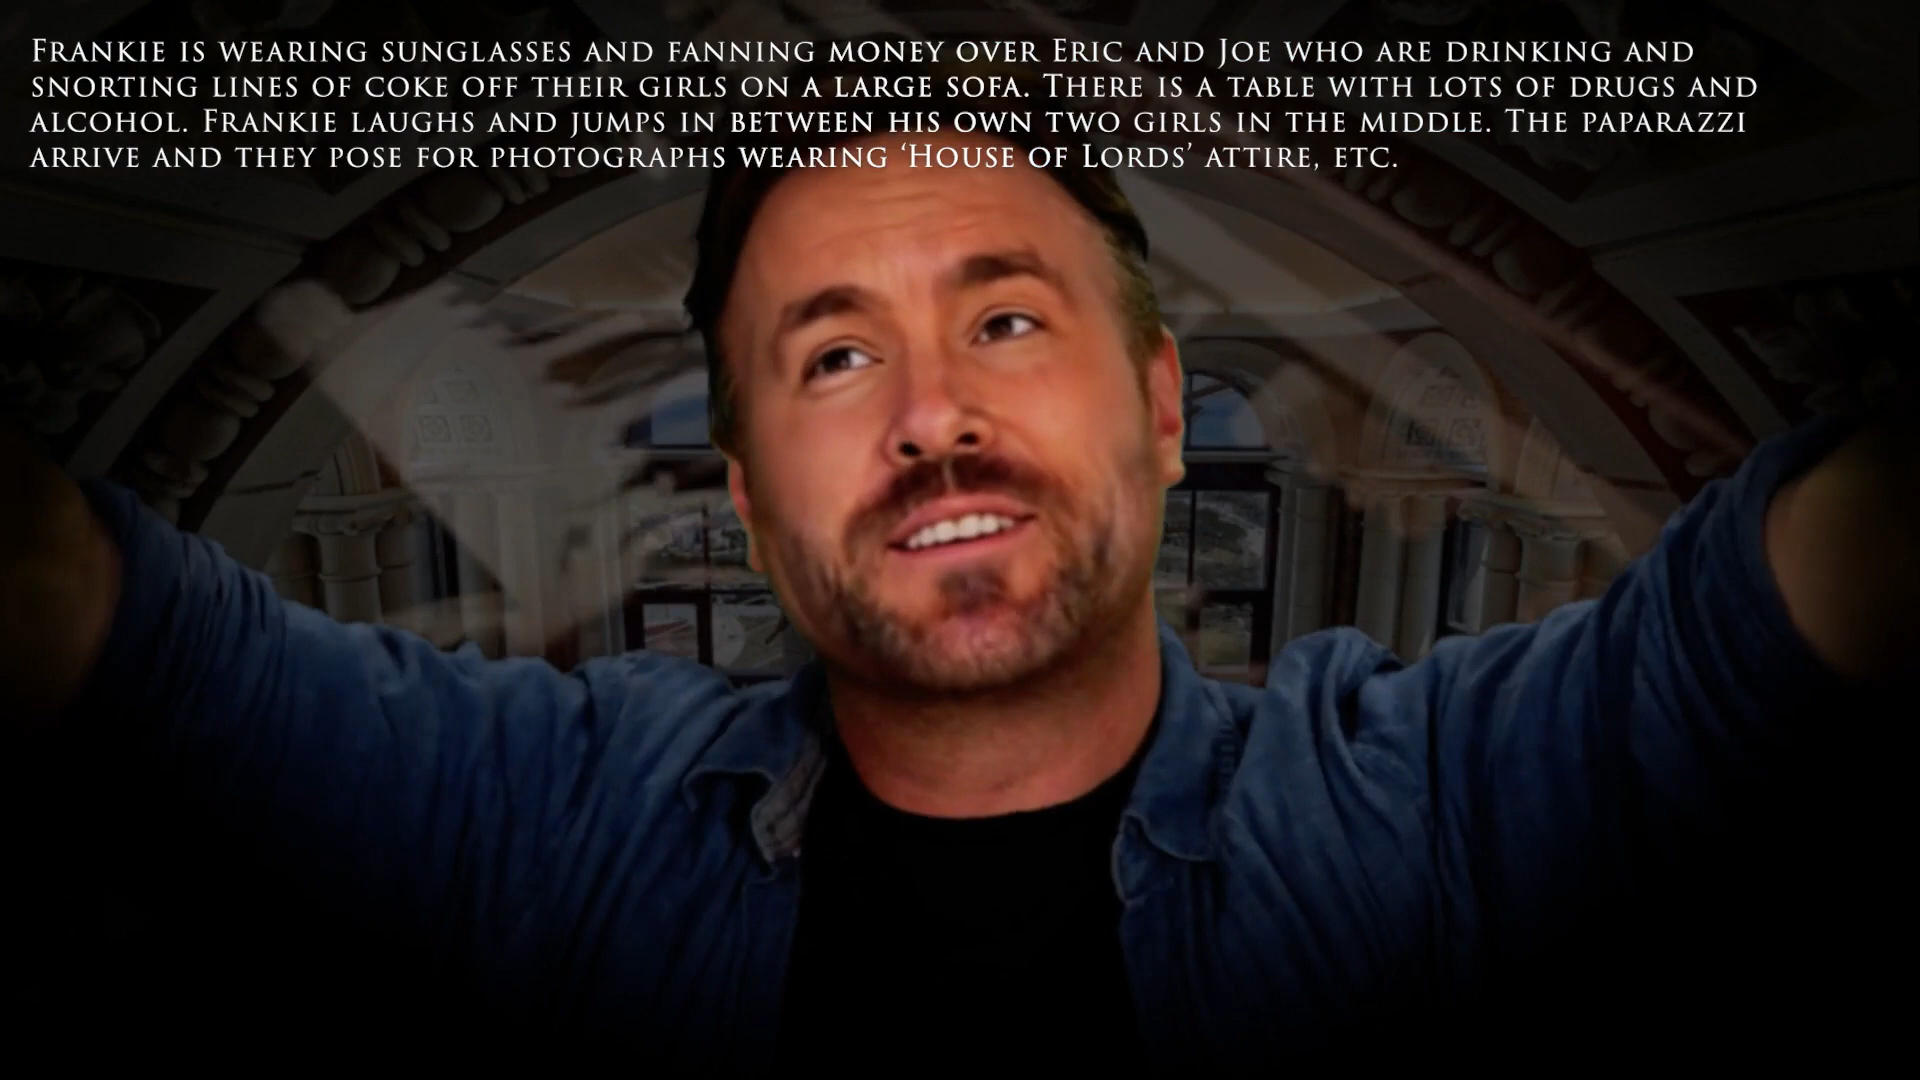 Frankie is wearing sunglasses and fanning money over Eric and Joe who are drinking and
snorting lines of coke off their girls on a large sofa. There is a table with lots of drugs and
alcohol. Frankie laughs and jumps in between his own two girls in the middle. The paparazzi
arrive and they pose for photographs wearing ‘House of Lords’ attire, etc.